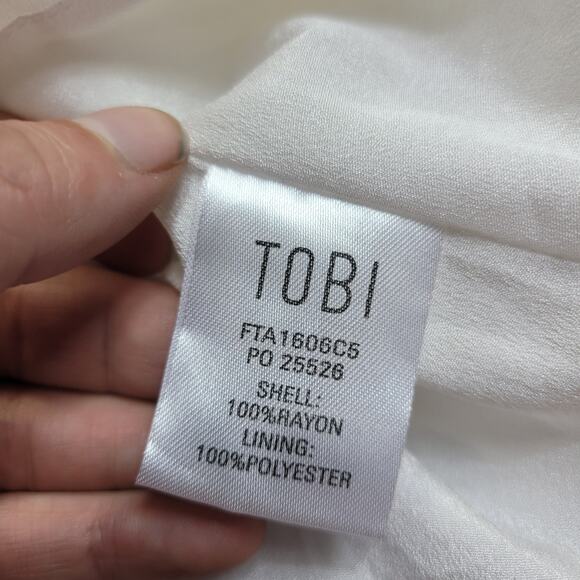 TOBI
FTA1606C5
PO 25526
SHELL:
100%RAYON
LINING:
100%POLYESTER